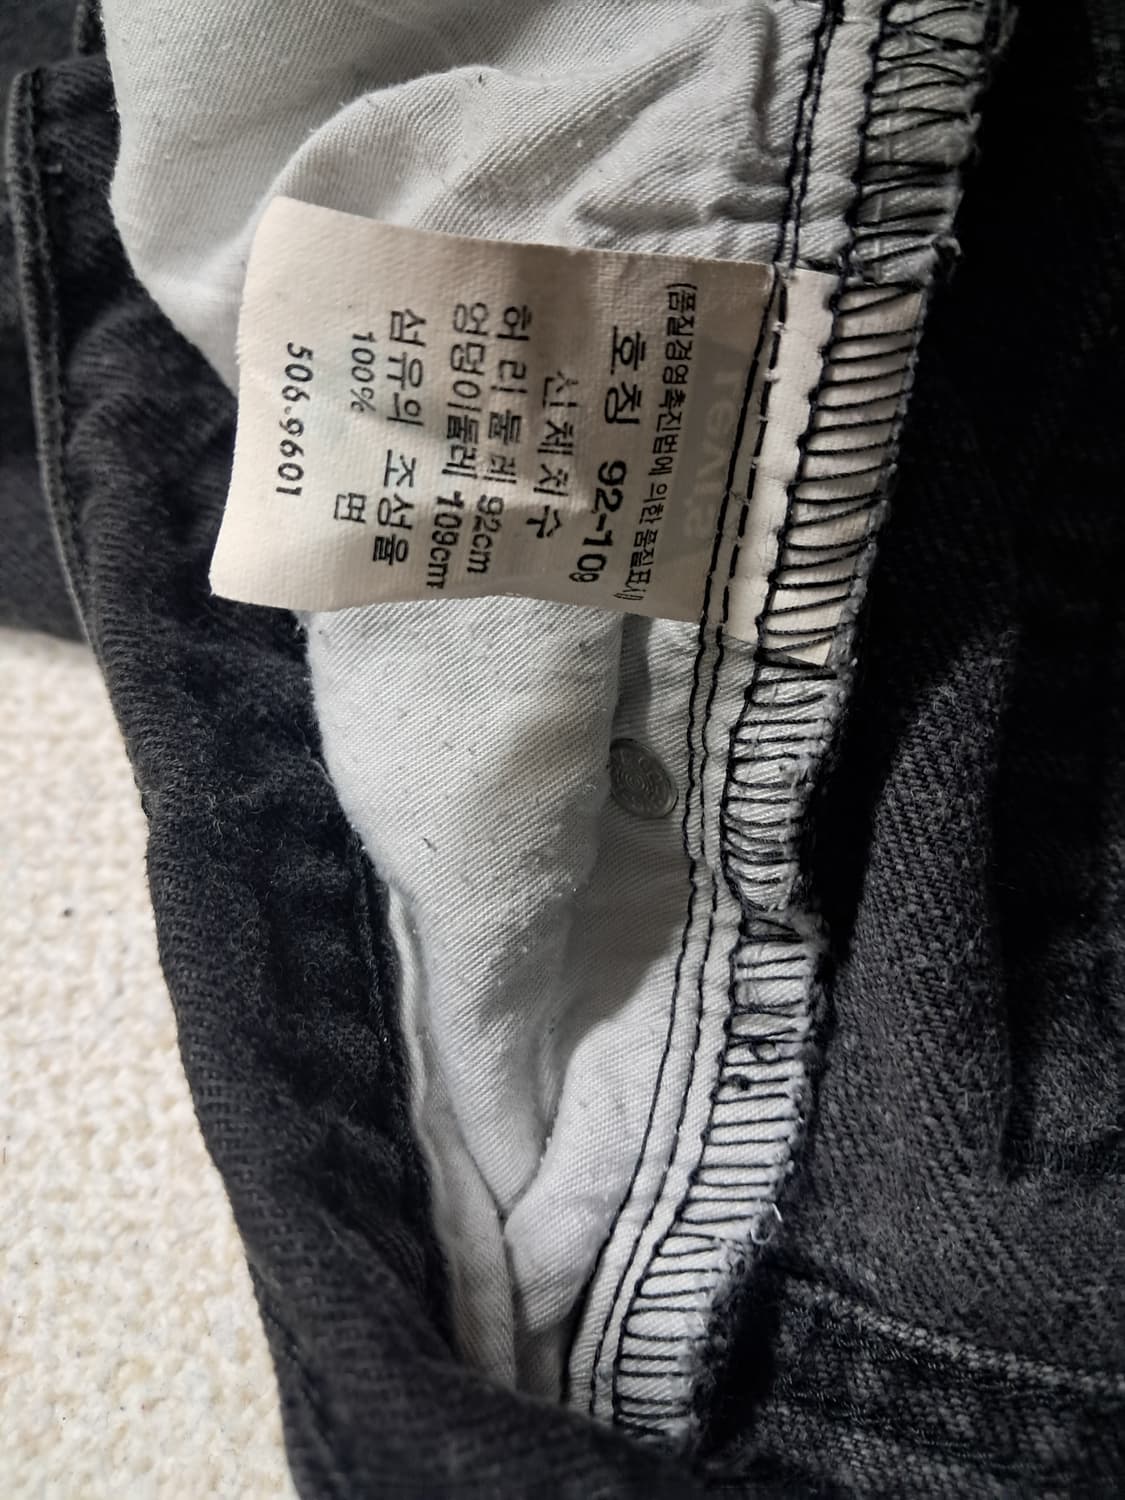 (품질경영촉진법에 의한 품질표시)
호칭 92-109
신체치수
허리둘레 92cm
엉덩이둘레 109cm
섬유의 조성율
100% 면
506.9601